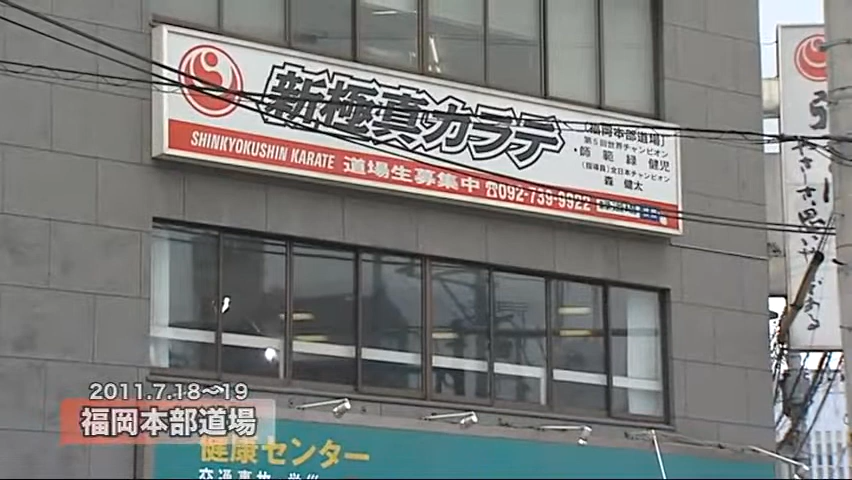 新極真カラテ
〔福岡本部道場〕
第5回世界チャンピオン
師範 緑 健児
(指導員)全日本チャンピオン
森 健太
SHINKYOKUSHIN KARATE 道場生募集中 ☎092-739-9922
2011.7.18〜19
福岡本部道場
健康センター